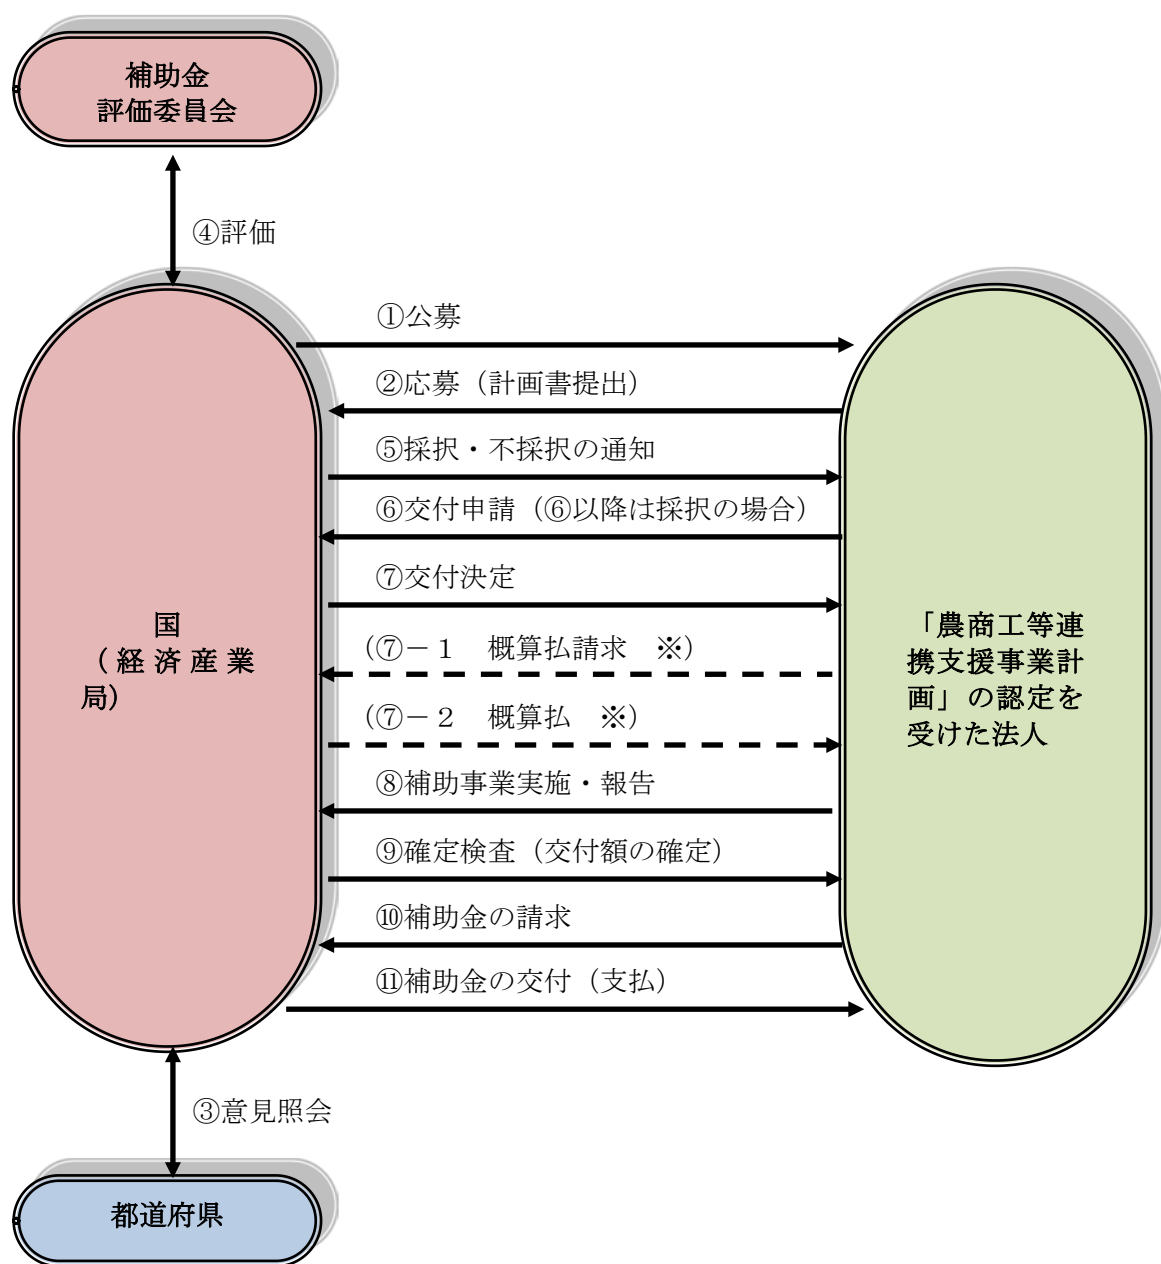 補助金
評価委員会
④評価
①公募
②応募（計画書提出）
⑤採択・不採択の通知
⑥交付申請（⑥以降は採択の場合）
⑦交付決定
（⑦－１　概算払請求　※）
（⑦－２　概算払　※）
⑧補助事業実施・報告
⑨確定検査（交付額の確定）
⑩補助金の請求
⑪補助金の交付（支払）
国
（経済産業
局）
「農商工等連
携支援事業計
画」の認定を
受けた法人
③意見照会
都道府県